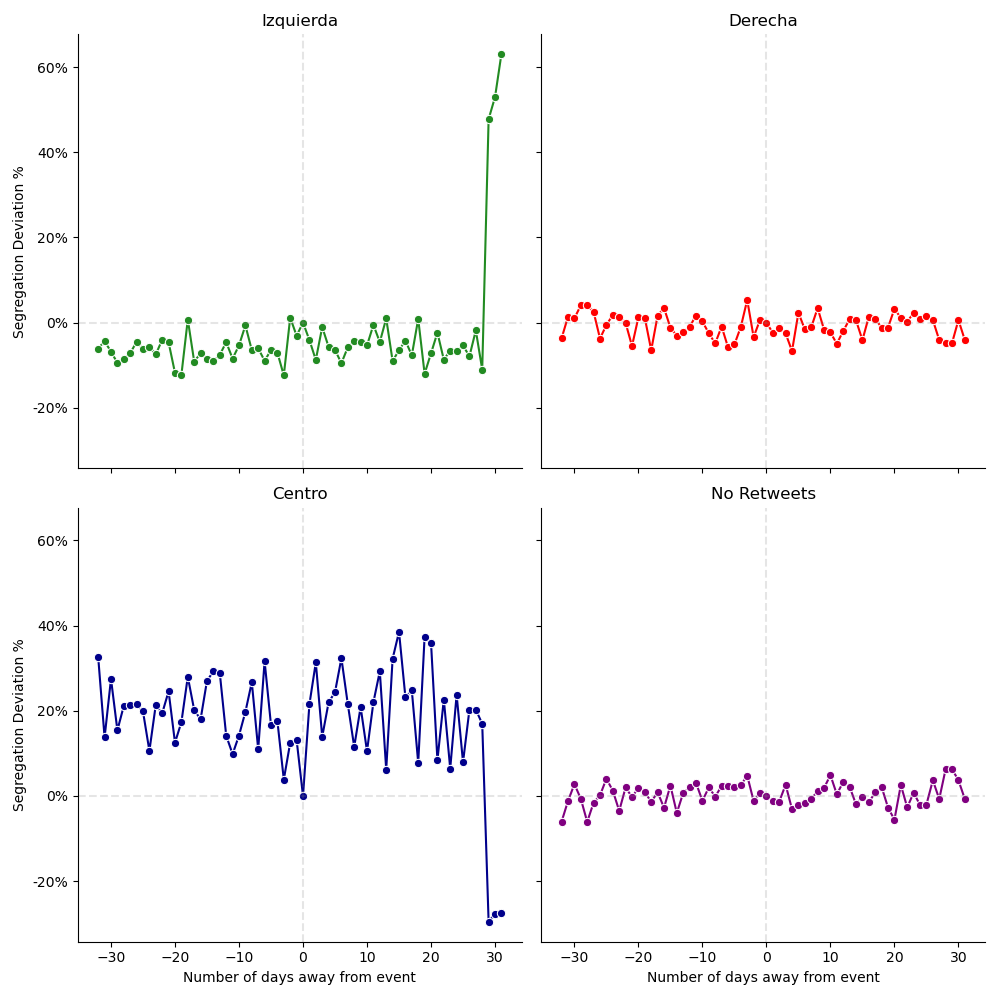 Izquierda
Derecha
60%
40%
20%
0%
-20%
Segregation Deviation %
Centro
No Retweets
60%
40%
20%
0%
-20%
Segregation Deviation %
−30 −20 −10 0 10 20 30
−30 −20 −10 0 10 20 30
Number of days away from event
Number of days away from event